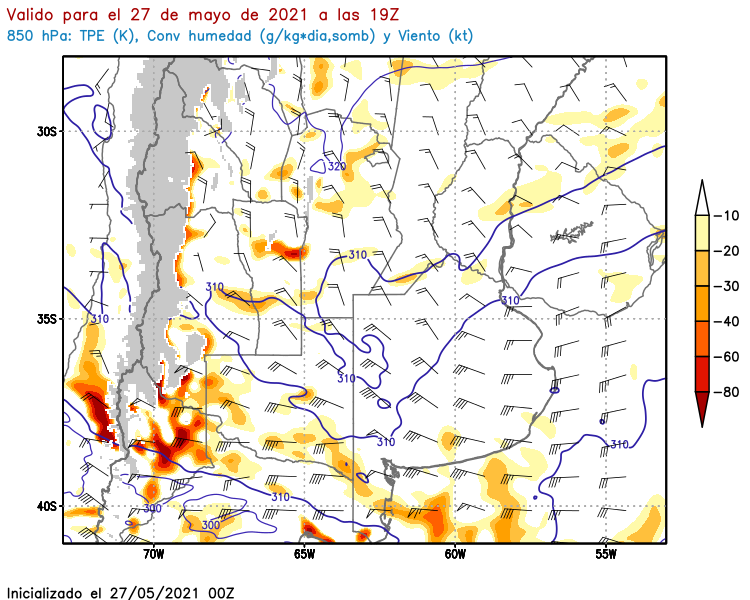 Valido para el 27 de mayo de 2021 a las 19Z
850 hPa: TPE (K), Conv humedad (g/kg*dia,somb) y Viento (kt)
30S
320
310
310
310
310
35S
310
310
310
310
300
300
40S
70W
65W
60W
55W
-10
-20
-30
-40
-60
-80
Inicializado el 27/05/2021 00Z